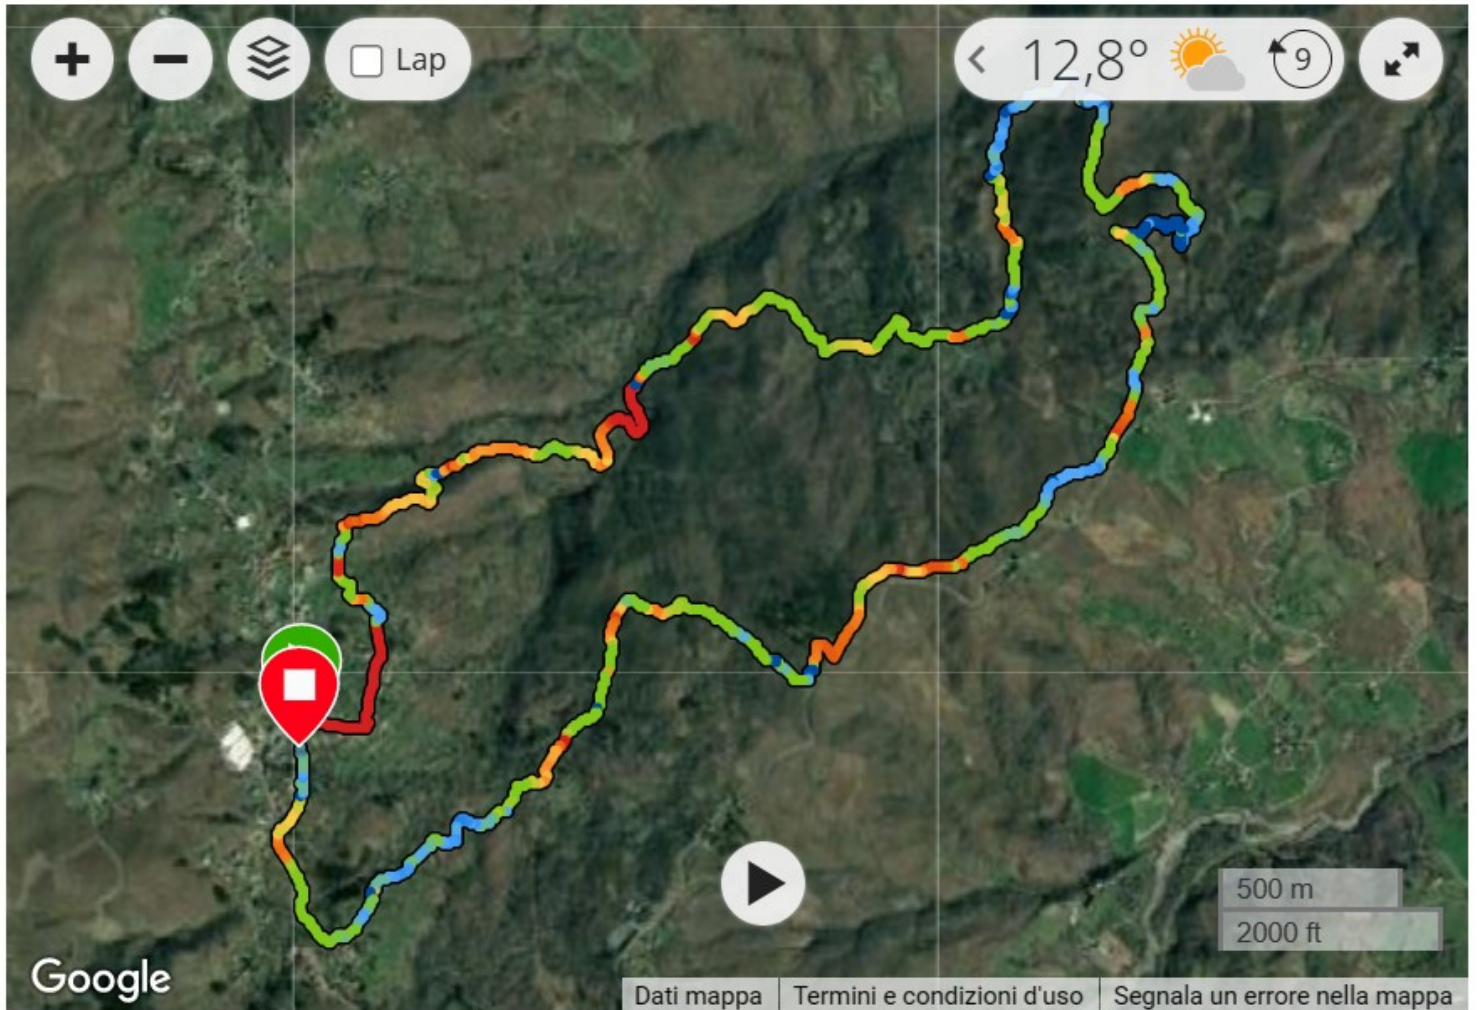 Lap
12,8°
9
500 m
2000 ft
Google
Dati mappa
Termini e condizioni d'uso
Segnala un errore nella mappa